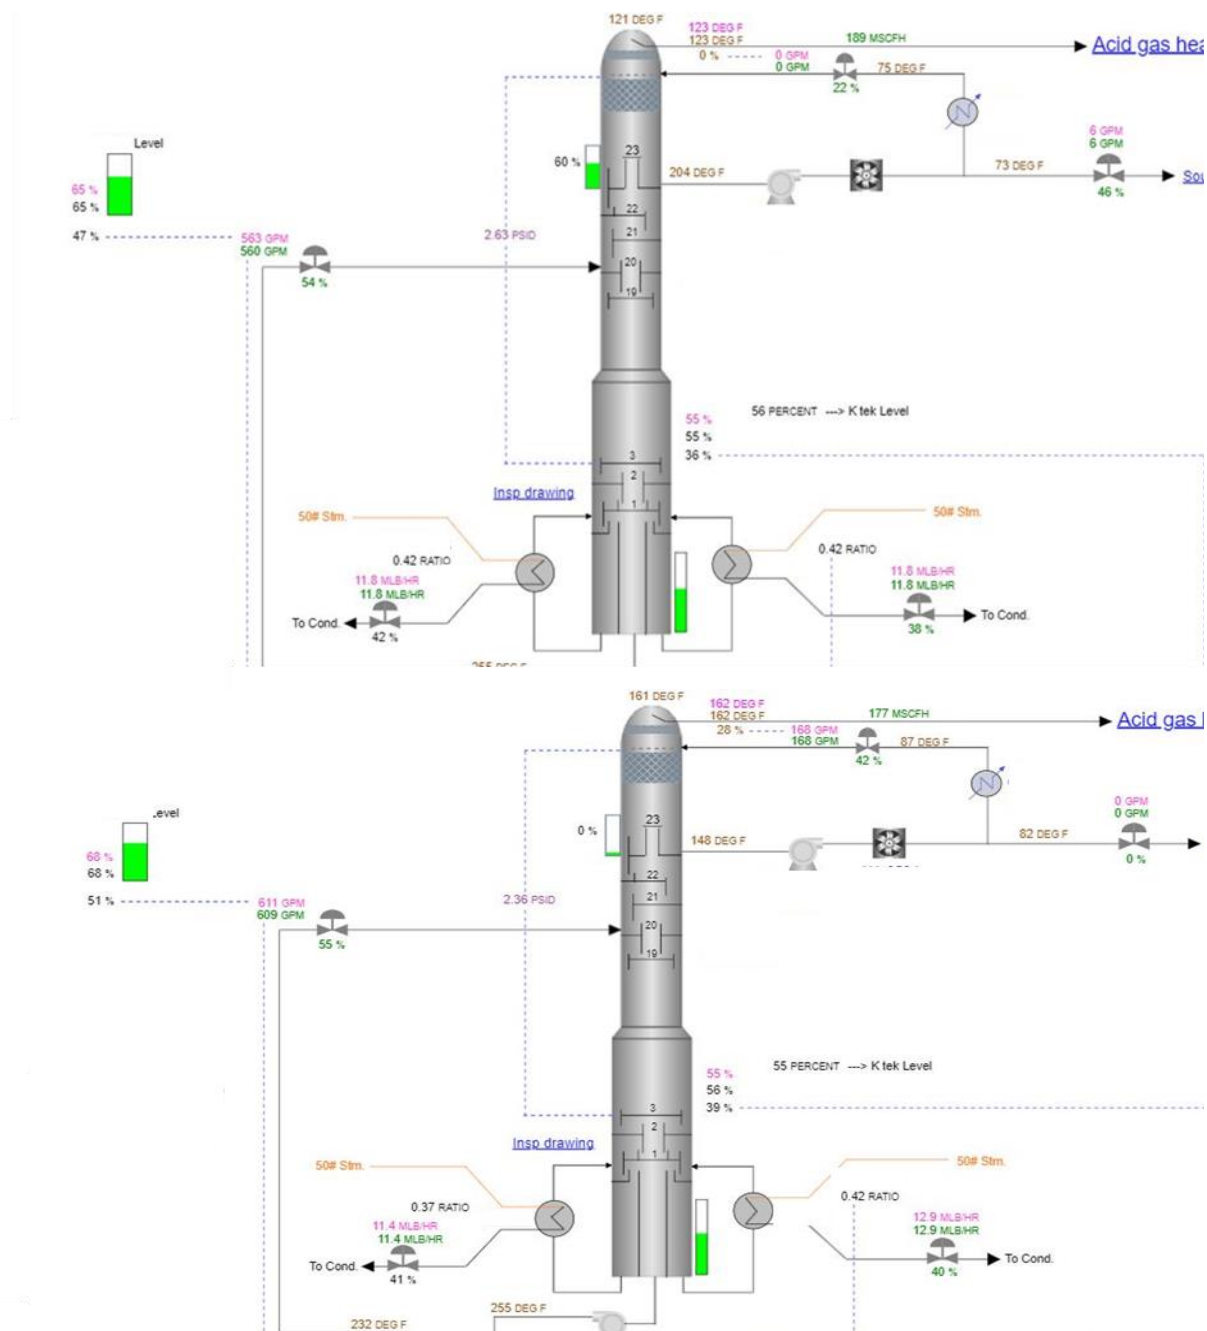 121 DEG F
123 DEG F
123 DEG F
189 MSCFH
Acid gas hea
0 %
0 GPM
0 GPM
75 DEG F
22 %
Level
6 GPM
6 GPM
60 %
23
204 DEG F
73 DEG F
46 %
Sou
65 %
65 %
22
47 %
563 GPM
560 GPM
2.63 PSID
21
54 %
20
19
55 %
56 PERCENT ---> K tek Level
55 %
36 %
3
2
Insp drawing
1
50# Stm.
50# Stm.
0.42 RATIO
0.42 RATIO
11.8 MLB/HR
11.8 MLB/HR
11.8 MLB/HR
11.8 MLB/HR
To Cond.
42 %
38 %
To Cond.
255 DEG F
161 DEG F
162 DEG F
162 DEG F
177 MSCFH
Acid gas
28 %
168 GPM
168 GPM
87 DEG F
42 %
.evel
0 GPM
0 GPM
0 %
23
148 DEG F
82 DEG F
0 %
68 %
68 %
22
51 %
611 GPM
609 GPM
2.36 PSID
21
55 %
20
19
55 %
55 PERCENT ---> K tek Level
56 %
39 %
3
2
Insp drawing
1
50# Stm.
50# Stm.
0.37 RATIO
0.42 RATIO
11.4 MLB/HR
11.4 MLB/HR
12.9 MLB/HR
12.9 MLB/HR
To Cond.
41 %
40 %
To Cond.
255 DEG F
232 DEG F